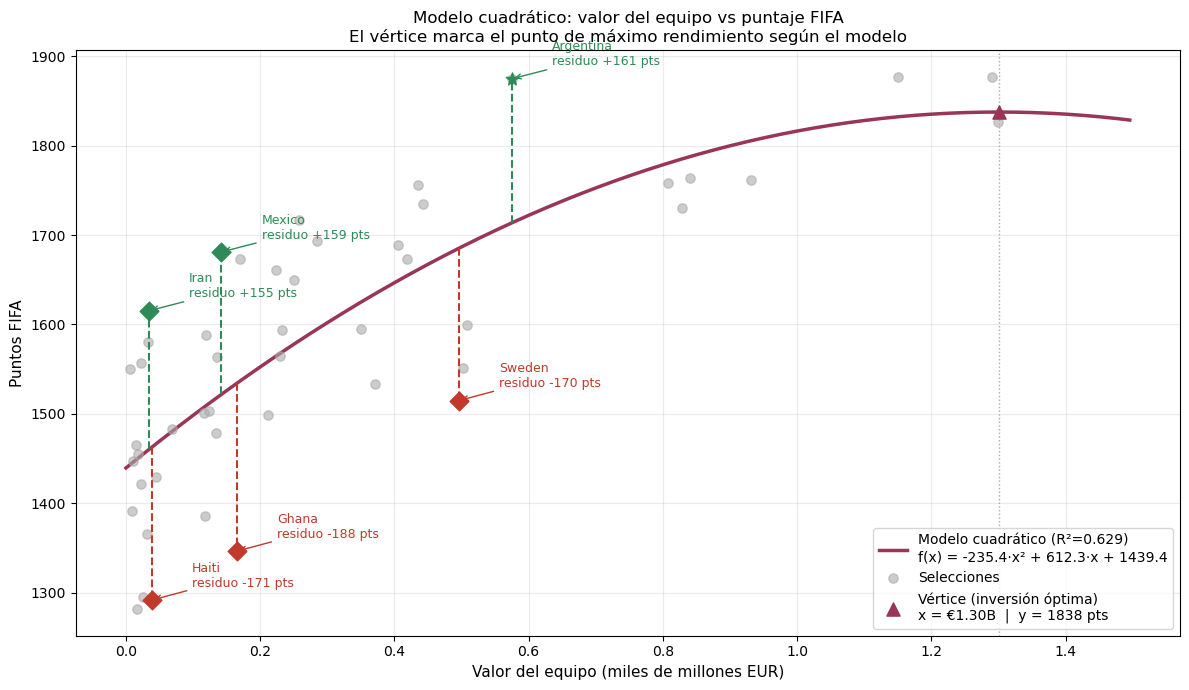 Modelo cuadrático: valor del equipo vs puntaje FIFA
El vértice marca el punto de máximo rendimiento según el modelo
Argentina
residuo +161 pts
Mexico
residuo +159 pts
Iran
residuo +155 pts
Sweden
residuo -170 pts
Ghana
residuo -188 pts
Haiti
residuo -171 pts
1900
1800
1700
1600
1500
1400
1300
Puntos FIFA
0.0 0.2 0.4 0.6 0.8 1.0 1.2 1.4
Valor del equipo (miles de millones EUR)
Modelo cuadrático (R²=0.629)
f(x) = -235.4·x² + 612.3·x + 1439.4
Selecciones
Vértice (inversión óptima)
x = €1.30B | y = 1838 pts